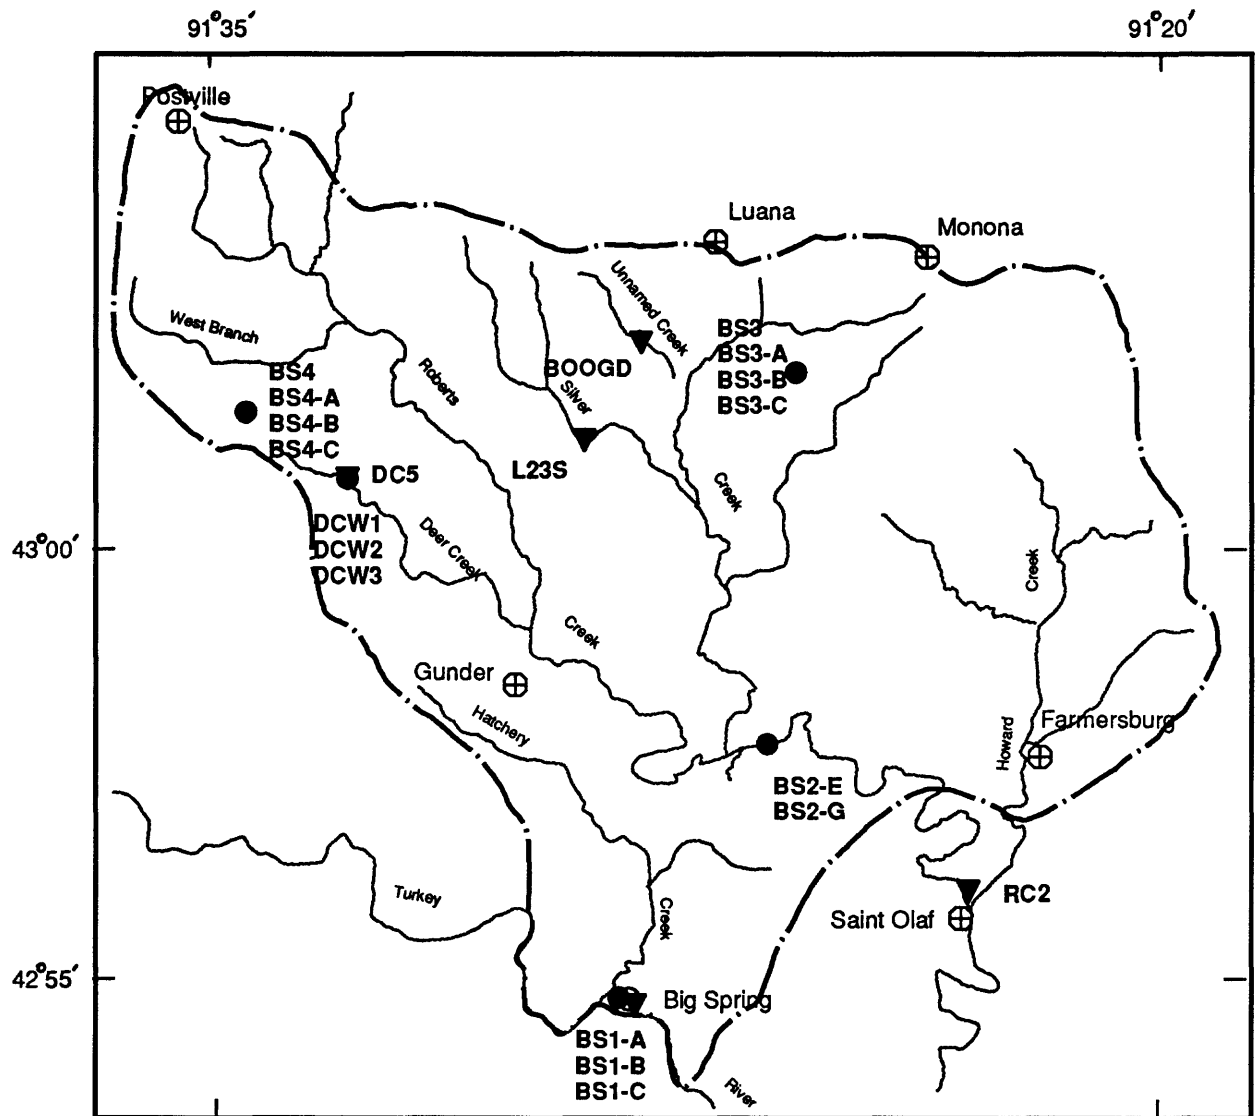 91°35′
91°20′
Postville
Luana
Monona
Unnamed Creek
West Branch
BS3
BS3-A
BS3-B
BS3-C
BOOGD
BS4
BS4-A
BS4-B
BS4-C
Roberts
Silver
L23S
DC5
Creek
DCW1
DCW2
DCW3
Deer Creek
43°00′
Creek
Creek
Gunder
Hatchery
Howard
Farmersburg
BS2-E
BS2-G
Turkey
Creek
RC2
Saint Olaf
42°55′
Big Spring
BS1-A
BS1-B
BS1-C
River